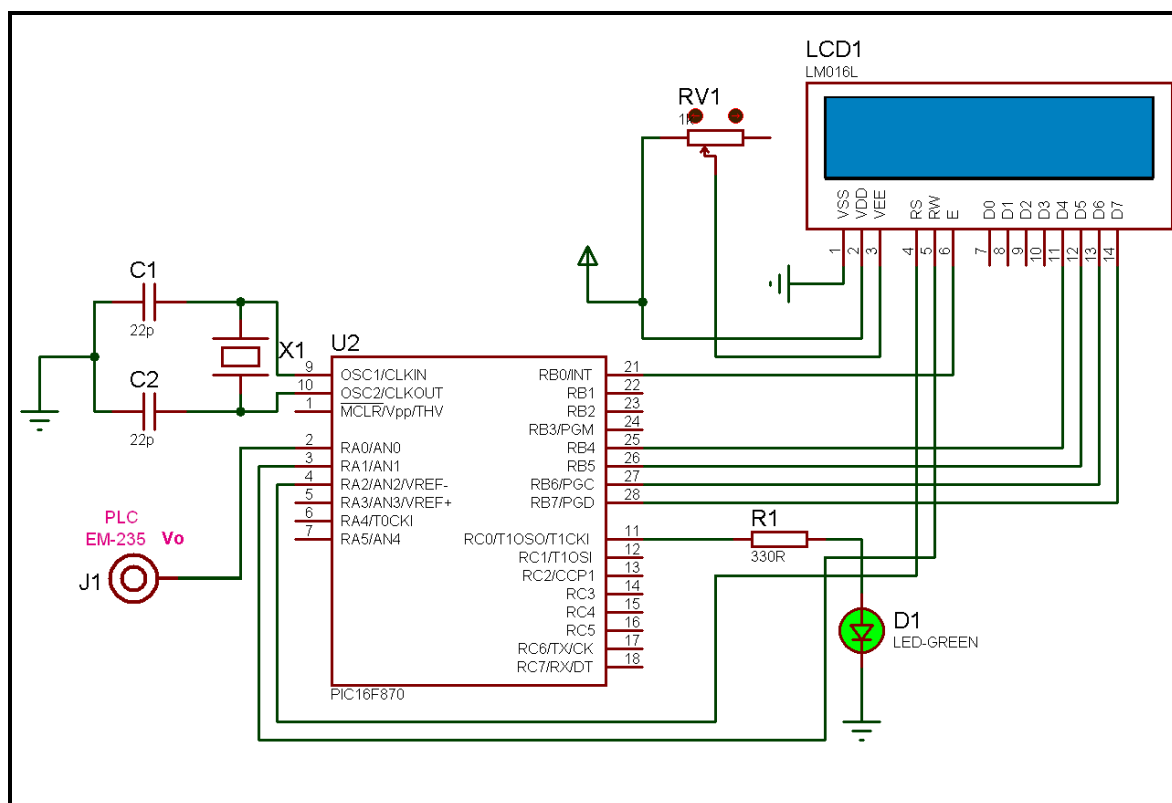 LCD1
LM016L
RV1
VSS
VDD
VEE
RS
RW
E
D0
D1
D2
D3
D4
D5
D6
D7
1
2
3
4
5
6
7
8
9
10
11
12
13
14
C1
22p
X1
C2
22p
U2
9 OSC1/CLKIN
10 OSC2/CLKOUT
1 MCLR/Vpp/THV
2 RA0/AN0
3 RA1/AN1
4 RA2/AN2/VREF-
5 RA3/AN3/VREF+
6 RA4/T0CKI
7 RA5/AN4
RB0/INT 21
RB1 22
RB2 23
RB3/PGM 24
RB4 25
RB5 26
RB6/PGC 27
RB7/PGD 28
RC0/T1OSO/T1CKI 11
RC1/T1OSI 12
RC2/CCP1 13
RC3 14
RC4 15
RC5 16
RC6/TX/CK 17
RC7/RX/DT 18
PIC16F870
PLC
EM-235 Vo
J1
R1
330R
D1
LED-GREEN